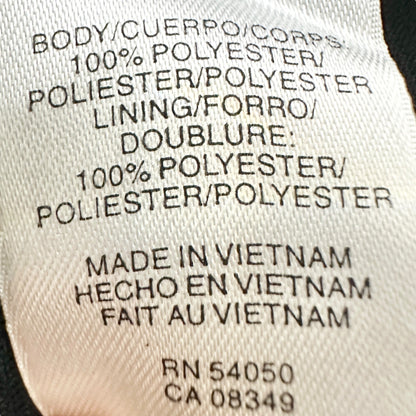 BODY/CUERPO/CORPS:
100% POLYESTER/
POLIESTER/POLYESTER
LINING/FORRO/
DOUBLURE:
100% POLYESTER/
POLIESTER/POLYESTER
MADE IN VIETNAM
HECHO EN VIETNAM
FAIT AU VIETNAM
RN 54050
CA 08349